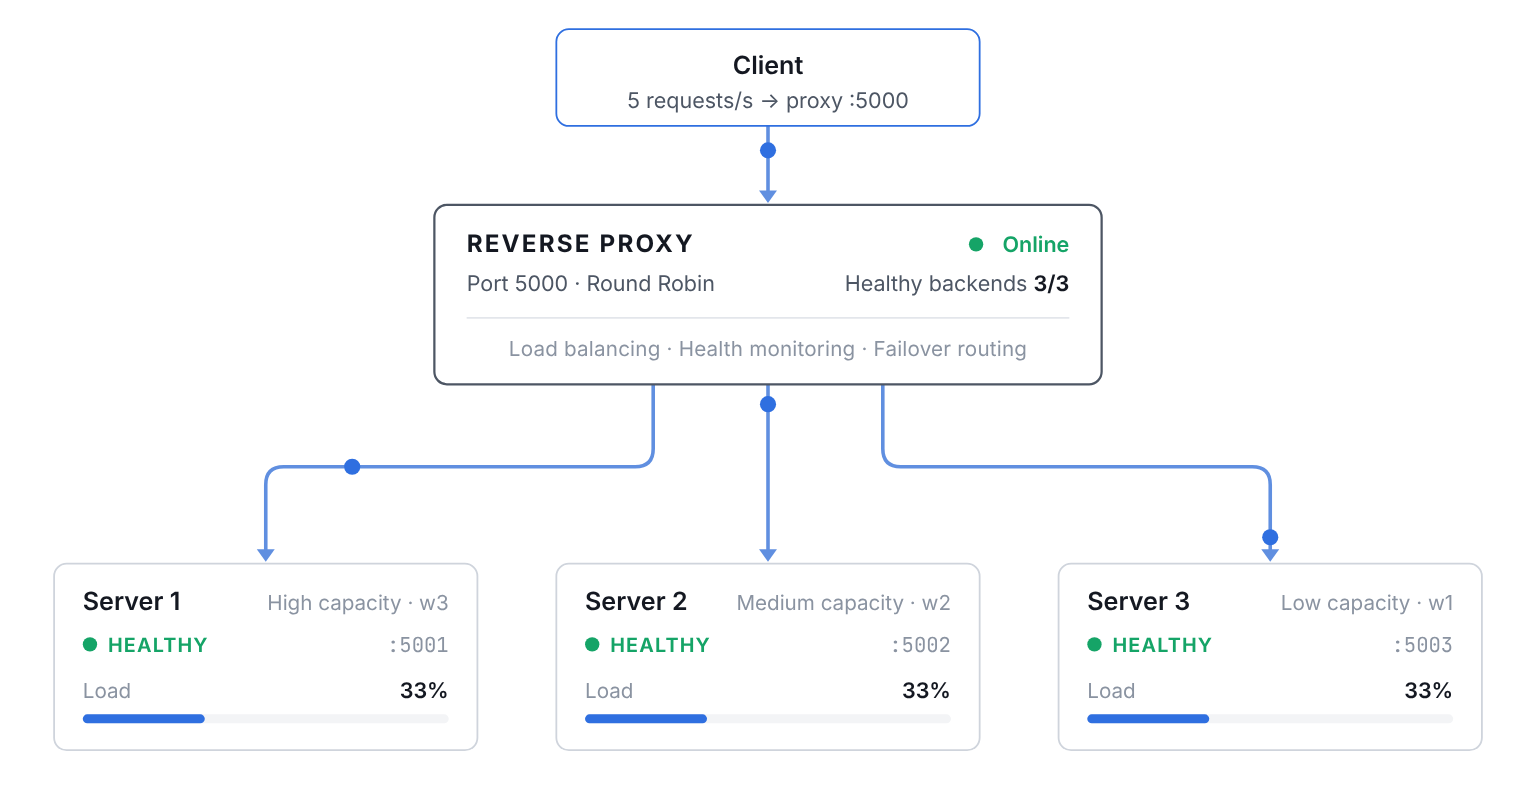 Client
5 requests/s → proxy :5000
REVERSE PROXY
Online
Port 5000 · Round Robin
Healthy backends 3/3
Load balancing · Health monitoring · Failover routing
Server 1
High capacity · w3
HEALTHY
:5001
Load
33%
Server 2
Medium capacity · w2
HEALTHY
:5002
Load
33%
Server 3
Low capacity · w1
HEALTHY
:5003
Load
33%